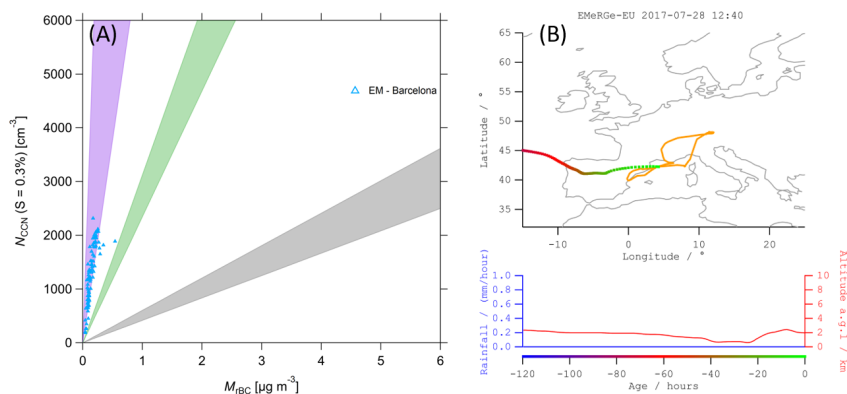 (A)
6000
5000
4000
3000
2000
1000
0
N_CCN (S = 0.3%) [cm⁻³]
EM - Barcelona
0 1 2 3 4 5 6
M_rBC [µg m⁻³]
EMeRGe-EU 2017-07-28 12:40
(B)
65
60
55
50
45
40
35
Latitude / °
-10 0 10 20
Longitude / °
Rainfall / (mm/hour)
1.0
0.8
0.6
0.4
0.2
0.0
10
8
6
4
2
0
Altitude a.g.l / km
-120 -100 -80 -60 -40 -20 0
Age / hours